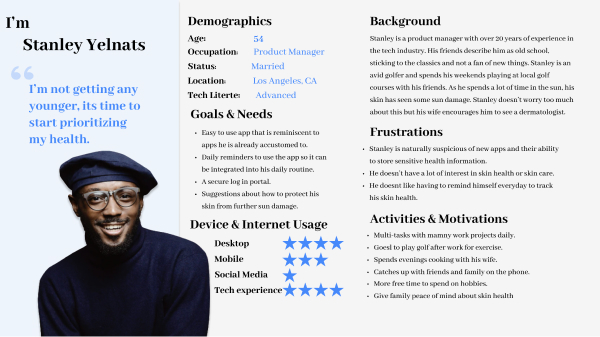 I'm
Stanley Yelnats
“
I'm not getting any
younger, its time to
start prioritizing
my health.
Demographics
Age: 54
Occupation: Product Manager
Status: Married
Location: Los Angeles, CA
Tech Literte: Advanced
Goals & Needs
• Easy to use app that is reminiscent to
apps he is already accustomed to.
• Daily reminders to use the app so it can
be integrated into his daily routine.
• A secure log in portal.
• Suggestions about how to protect his
skin from further sun damage.
Device & Internet Usage
Desktop
Mobile
Social Media
Tech experience
Background
Stanley is a product manager with over 20 years of experience in
the tech industry. His friends describe him as old school,
sticking to the classics and not a fan of new things. Stanley is an
avid golfer and spends his weekends playing at local golf
courses with his friends. As he spends a lot of time in the sun, his
skin has seen some sun damage. Stanley doesn't worry too much
about this but his wife encourages him to see a dermatologist.
Frustrations
• Stanley is naturally suspicious of new apps and their ability
to store sensitive health information.
• He doesn't have a lot of interest in skin health or skin care.
• He doesnt like having to remind himself everyday to track
his skin health.
Activities & Motivations
• Multi-tasks with mamny work projects daily.
• Goesl to play golf after work for exercise.
• Spends evenings cooking with his wife.
• Catches up with friends and family on the phone.
• More free time to spend on hobbies.
• Give family peace of mind about skin health